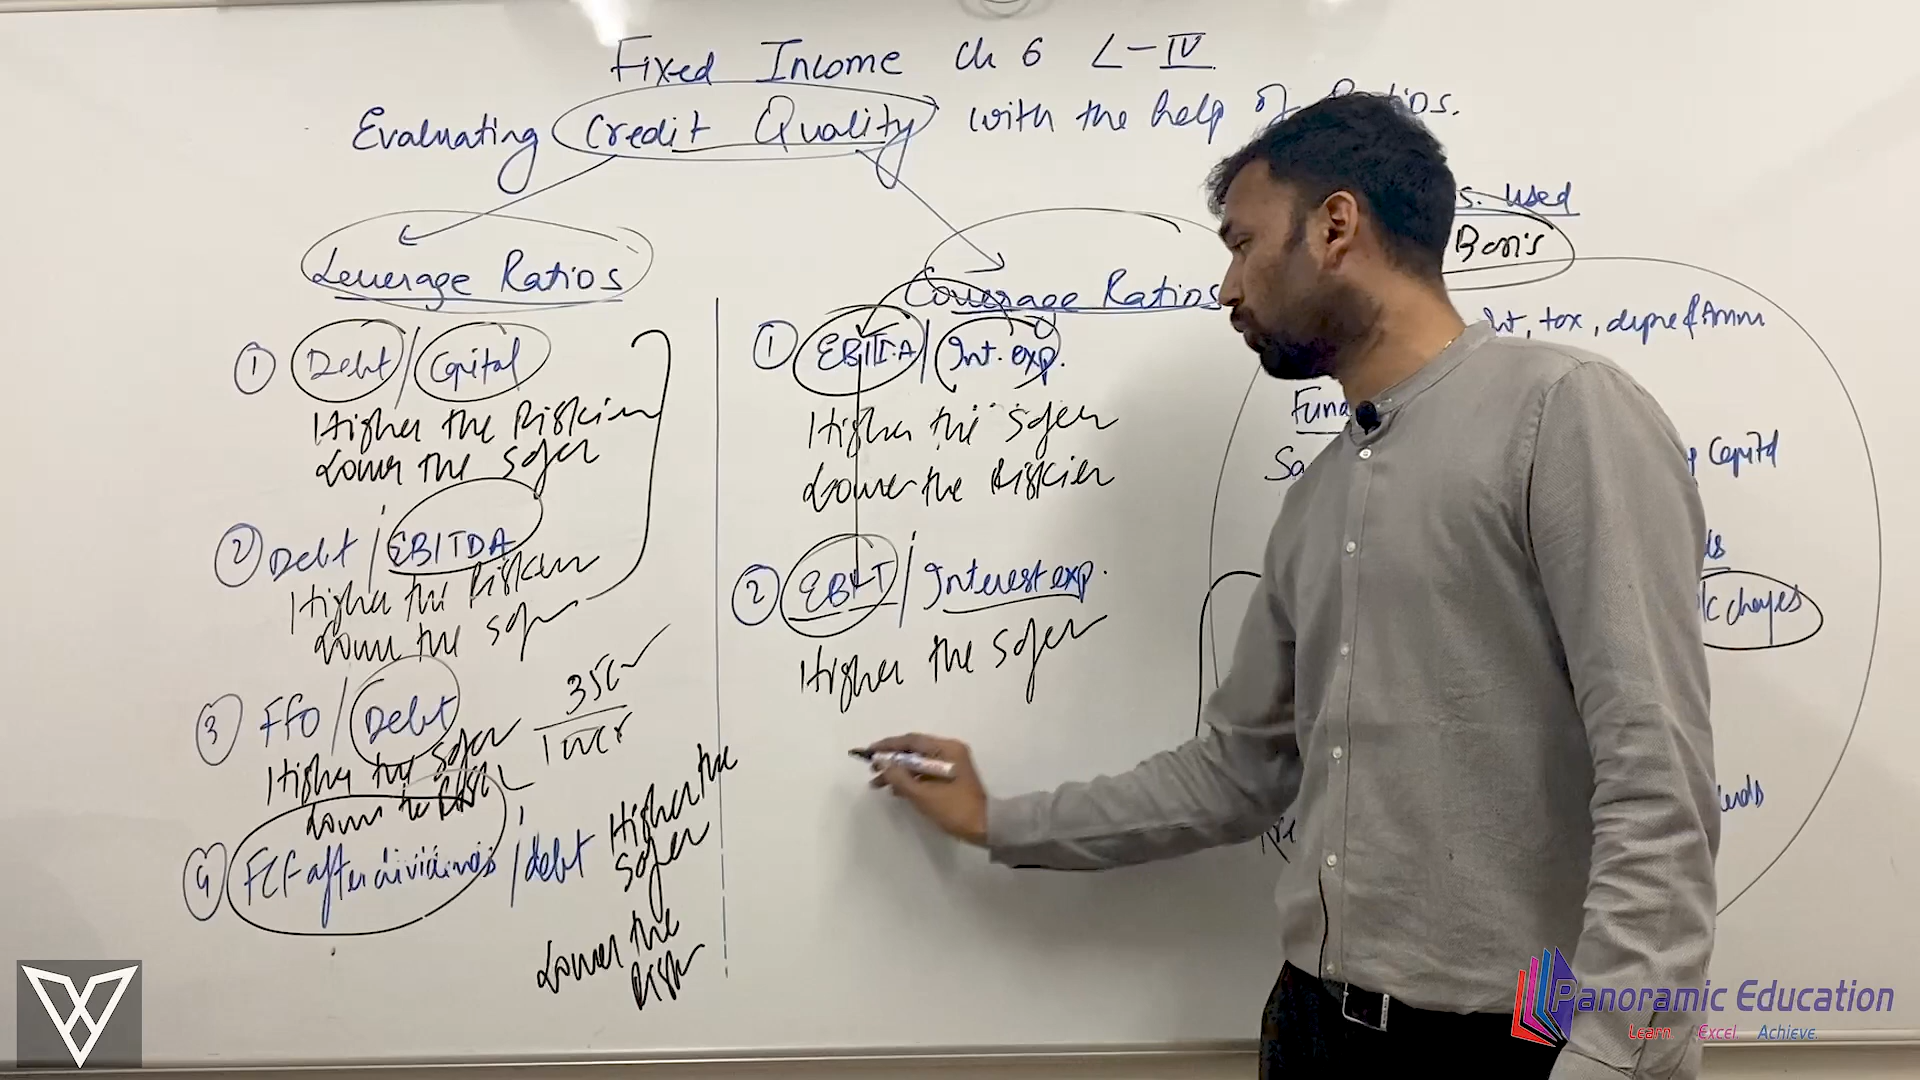 Fixed Income Ch 6 L-IV
Evaluating Credit Quality with the help of Ratios.
Leverage Ratios
① Debt / Capital
Higher the Riskier
Lower the Safer
② Debt / EBITDA
Higher the Riskier
Lower the Safer
③ FFO / Debt
Higher the Safer
④ FCF after dividends / debt
Higher the
Safer
Lower the
Coverage Ratios
① EBITDA / Int. exp.
Higher the Safer
Lower the Riskier
② EBIT / Interest exp.
Higher the Safer
Used
tax, depre & Amm
Capital
charges
Panoramic Education
Learn. Excel. Achieve.